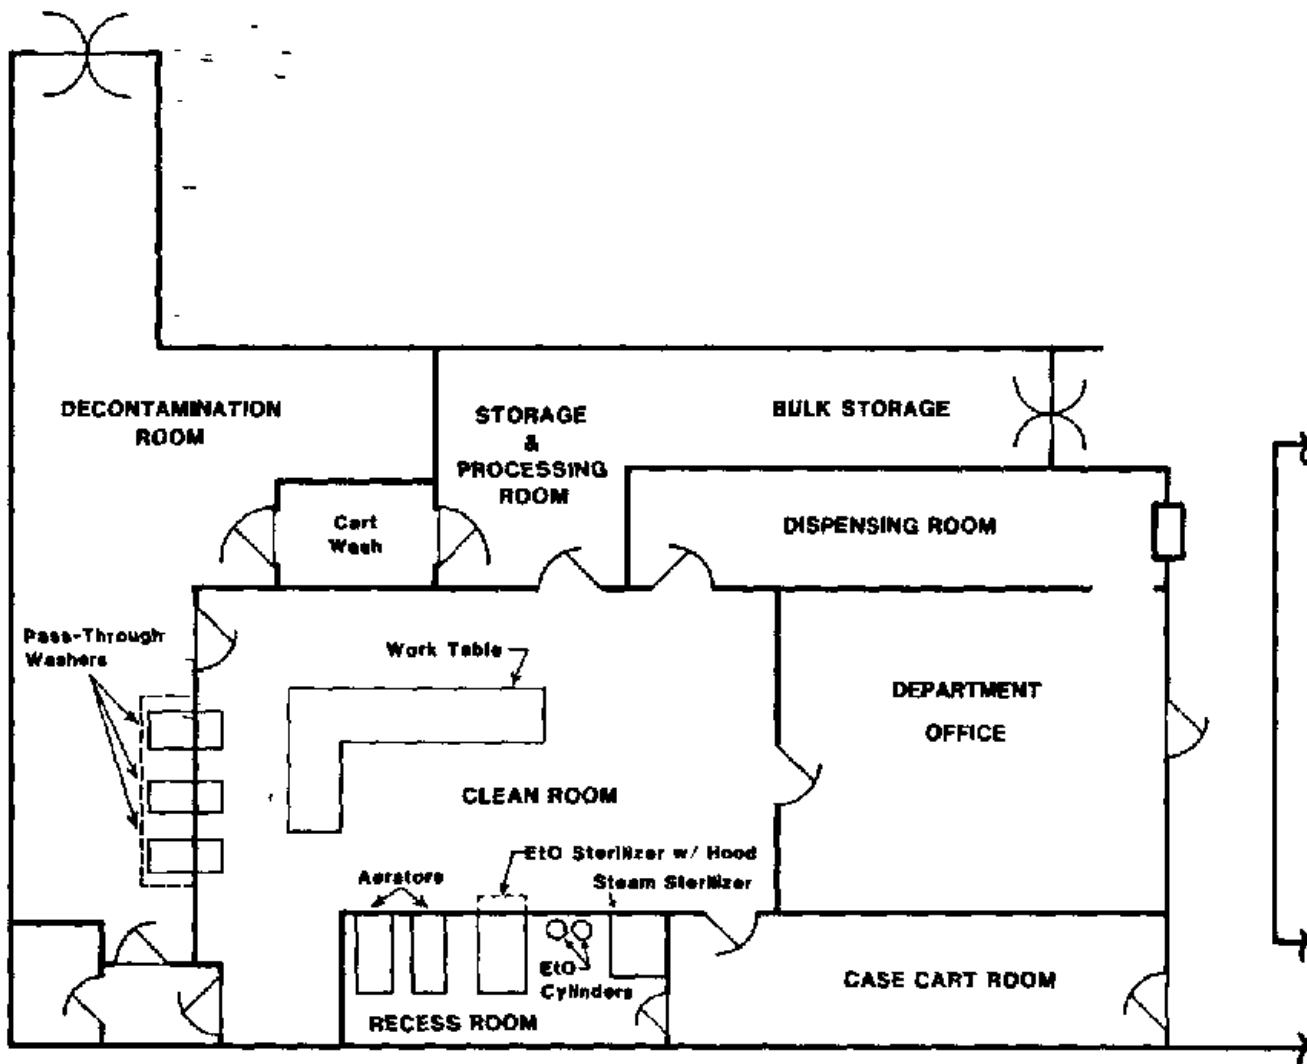 DECONTAMINATION
ROOM
STORAGE
&
PROCESSING
ROOM
BULK STORAGE
Cart
Wash
DISPENSING ROOM
Pass-Through
Washers
Work Table
DEPARTMENT
OFFICE
CLEAN ROOM
EtO Sterilizer w/ Hood
Steam Sterilizer
Aerators
EtO
Cylinders
RECESS ROOM
CASE CART ROOM